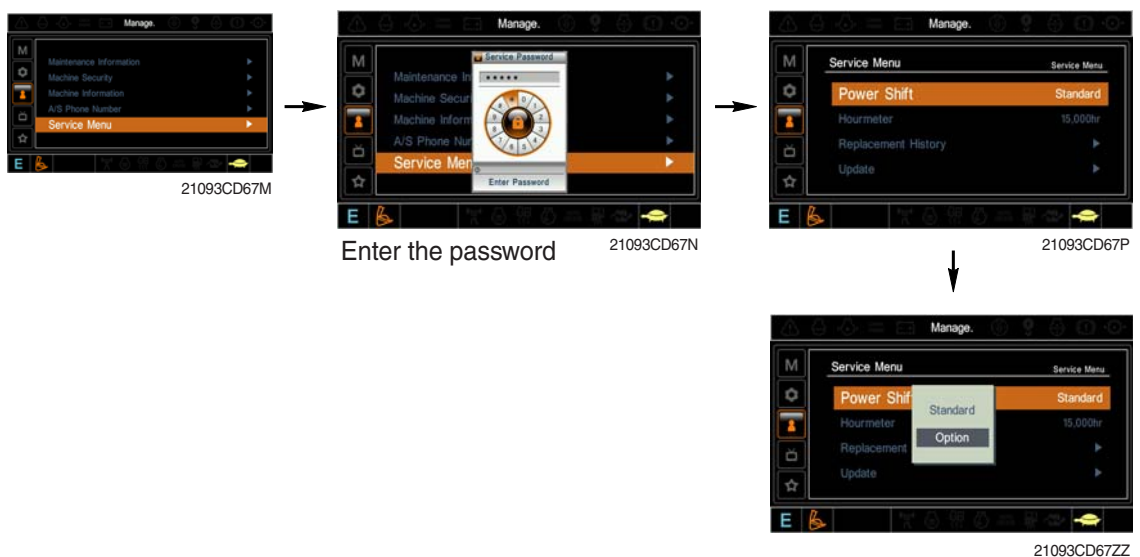 Manage.
M
Maintenance Information
Machine Security
Machine Information
A/S Phone Number
Service Menu
E
21093CD67M
Manage.
M
Service Password
*****
Maintenance In
Machine Securi
Machine Inform
A/S Phone Nur
Service Men
Enter Password
E
Enter the password
21093CD67N
Manage.
M
Service Menu Service Menu
Power Shift Standard
Hourmeter 15,000hr
Replacement History
Update
E
21093CD67P
Manage.
M
Service Menu Service Menu
Power Shif Standard
Standard
Hourmeter 15,000hr
Option
Replacement
Update
E
21093CD67ZZ